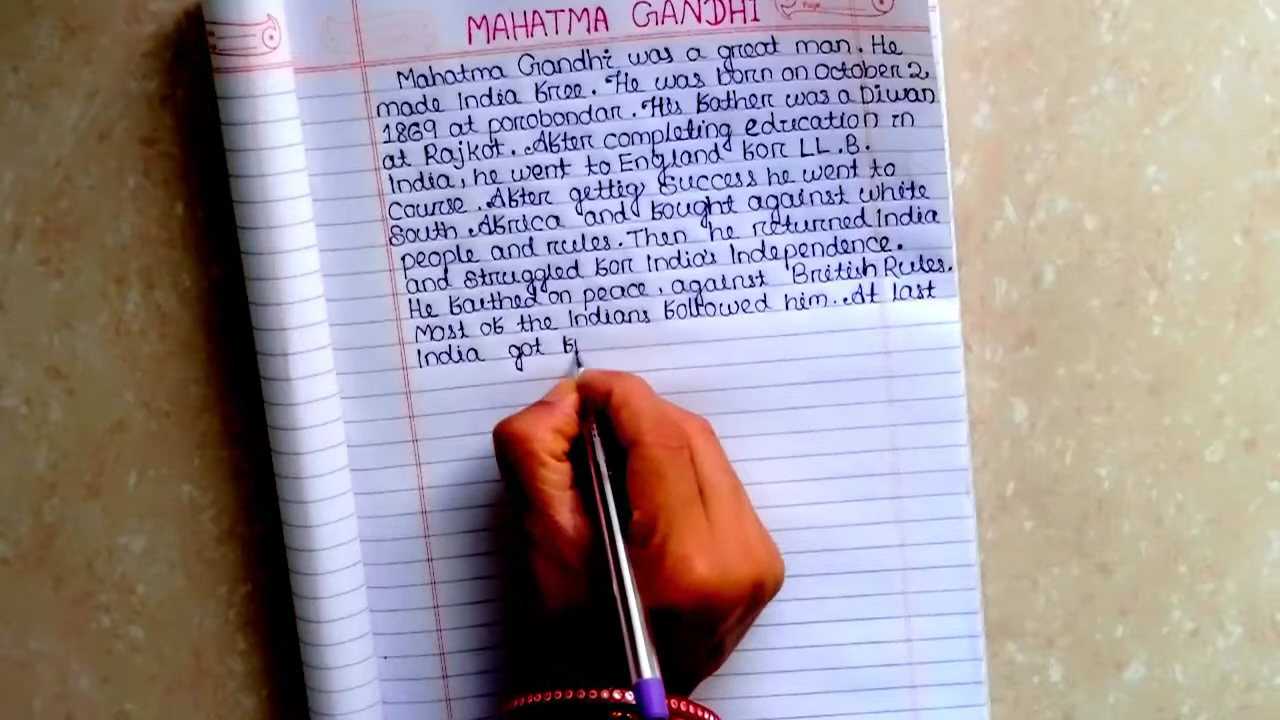 MAHATMA GANDHI
Mahatma Gandhi was a great man. He
made India free. He was born on October 2,
1869 at porrobondar. His father was a Diwan
at Rajkot. After completing education in
India, he went to England for LL.B.
course. After gettig success he went to
South Africa and fought against white
people and rules. Then he returned India
and struggled for India's Independence.
He faithed on peace, against British Rules.
Most of the Indians followed him. At last
India got